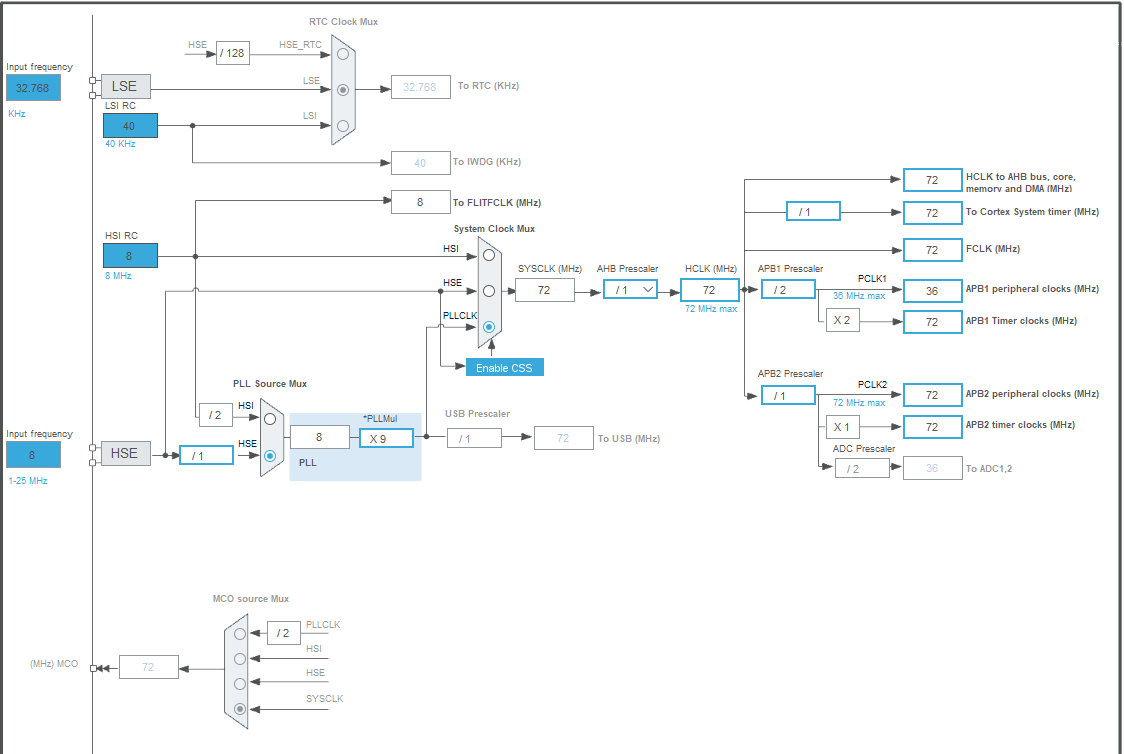 RTC Clock Mux
HSE
/ 128
HSE_RTC
Input frequency
32.768
KHz
LSE
LSE
32.768
To RTC (KHz)
LSI RC
40
40 KHz
LSI
40
To IWDG (KHz)
8
To FLITFCLK (MHz)
HSI RC
8
8 MHz
System Clock Mux
HSI
HSE
PLLCLK
SYSCLK (MHz)
72
AHB Prescaler
/ 1
HCLK (MHz)
72
72 MHz max
Enable CSS
72
HCLK to AHB bus, core,
memory and DMA (MHz)
/ 1
72
To Cortex System timer (MHz)
72
FCLK (MHz)
APB1 Prescaler
/ 2
PCLK1
36 MHz max
36
APB1 peripheral clocks (MHz)
X 2
72
APB1 Timer clocks (MHz)
APB2 Prescaler
/ 1
PCLK2
72 MHz max
72
APB2 peripheral clocks (MHz)
X 1
72
APB2 timer clocks (MHz)
ADC Prescaler
/ 2
36
To ADC1,2
PLL Source Mux
/ 2
HSI
Input frequency
8
1-25 MHz
HSE
/ 1
HSE
8
*PLLMul
X 9
PLL
USB Prescaler
/ 1
72
To USB (MHz)
MCO source Mux
/ 2
PLLCLK
HSI
HSE
SYSCLK
(MHz) MCO
72